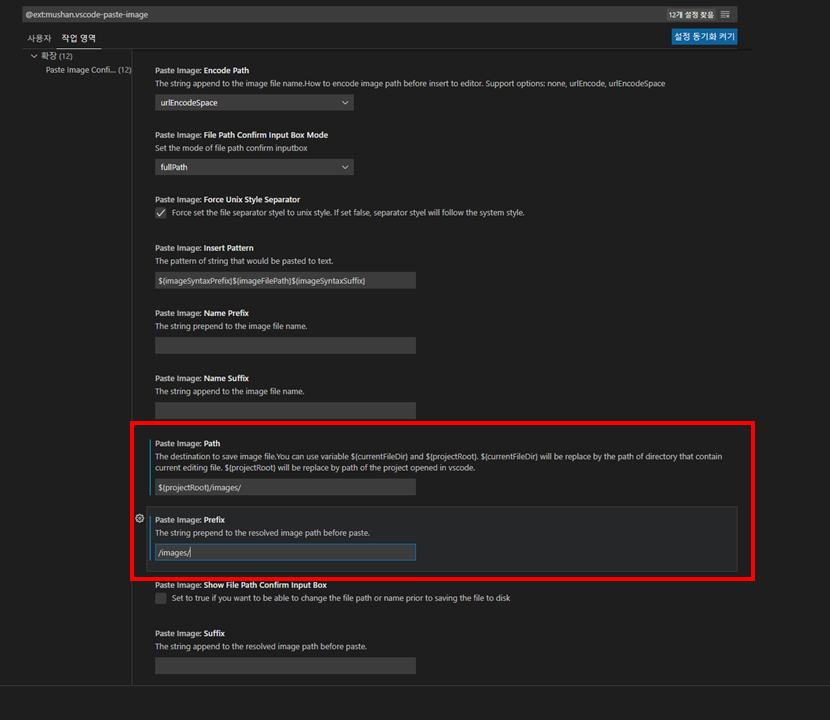 @ext:mushan.vscode-paste-image
12개 설정 찾음
사용자 작업 영역
설정 동기화 켜기
확장 (12)
Paste Image Confi... (12)
Paste Image: Encode Path
The string append to the image file name.How to encode image path before insert to editor. Support options: none, urlEncode, urlEncodeSpace
urlEncodeSpace
Paste Image: File Path Confirm Input Box Mode
Set the mode of file path confirm inputbox
fullPath
Paste Image: Force Unix Style Separator
Force set the file separator styel to unix style. If set false, separator styel will follow the system style.
Paste Image: Insert Pattern
The pattern of string that would be pasted to text.
${imageSyntaxPrefix}${imageFilePath}${imageSyntaxSuffix}
Paste Image: Name Prefix
The string prepend to the image file name.
Paste Image: Name Suffix
The string append to the image file name.
Paste Image: Path
The destination to save image file.You can use variable ${currentFileDir} and ${projectRoot}. ${currentFileDir} will be replace by the path of directory that contain
current editing file. ${projectRoot} will be replace by path of the project opened in vscode.
${projectRoot}/images/
Paste Image: Prefix
The string prepend to the resolved image path before paste.
/images/
Paste Image: Show File Path Confirm Input Box
Set to true if you want to be able to change the file path or name prior to saving the file to disk
Paste Image: Suffix
The string append to the resolved image path before paste.